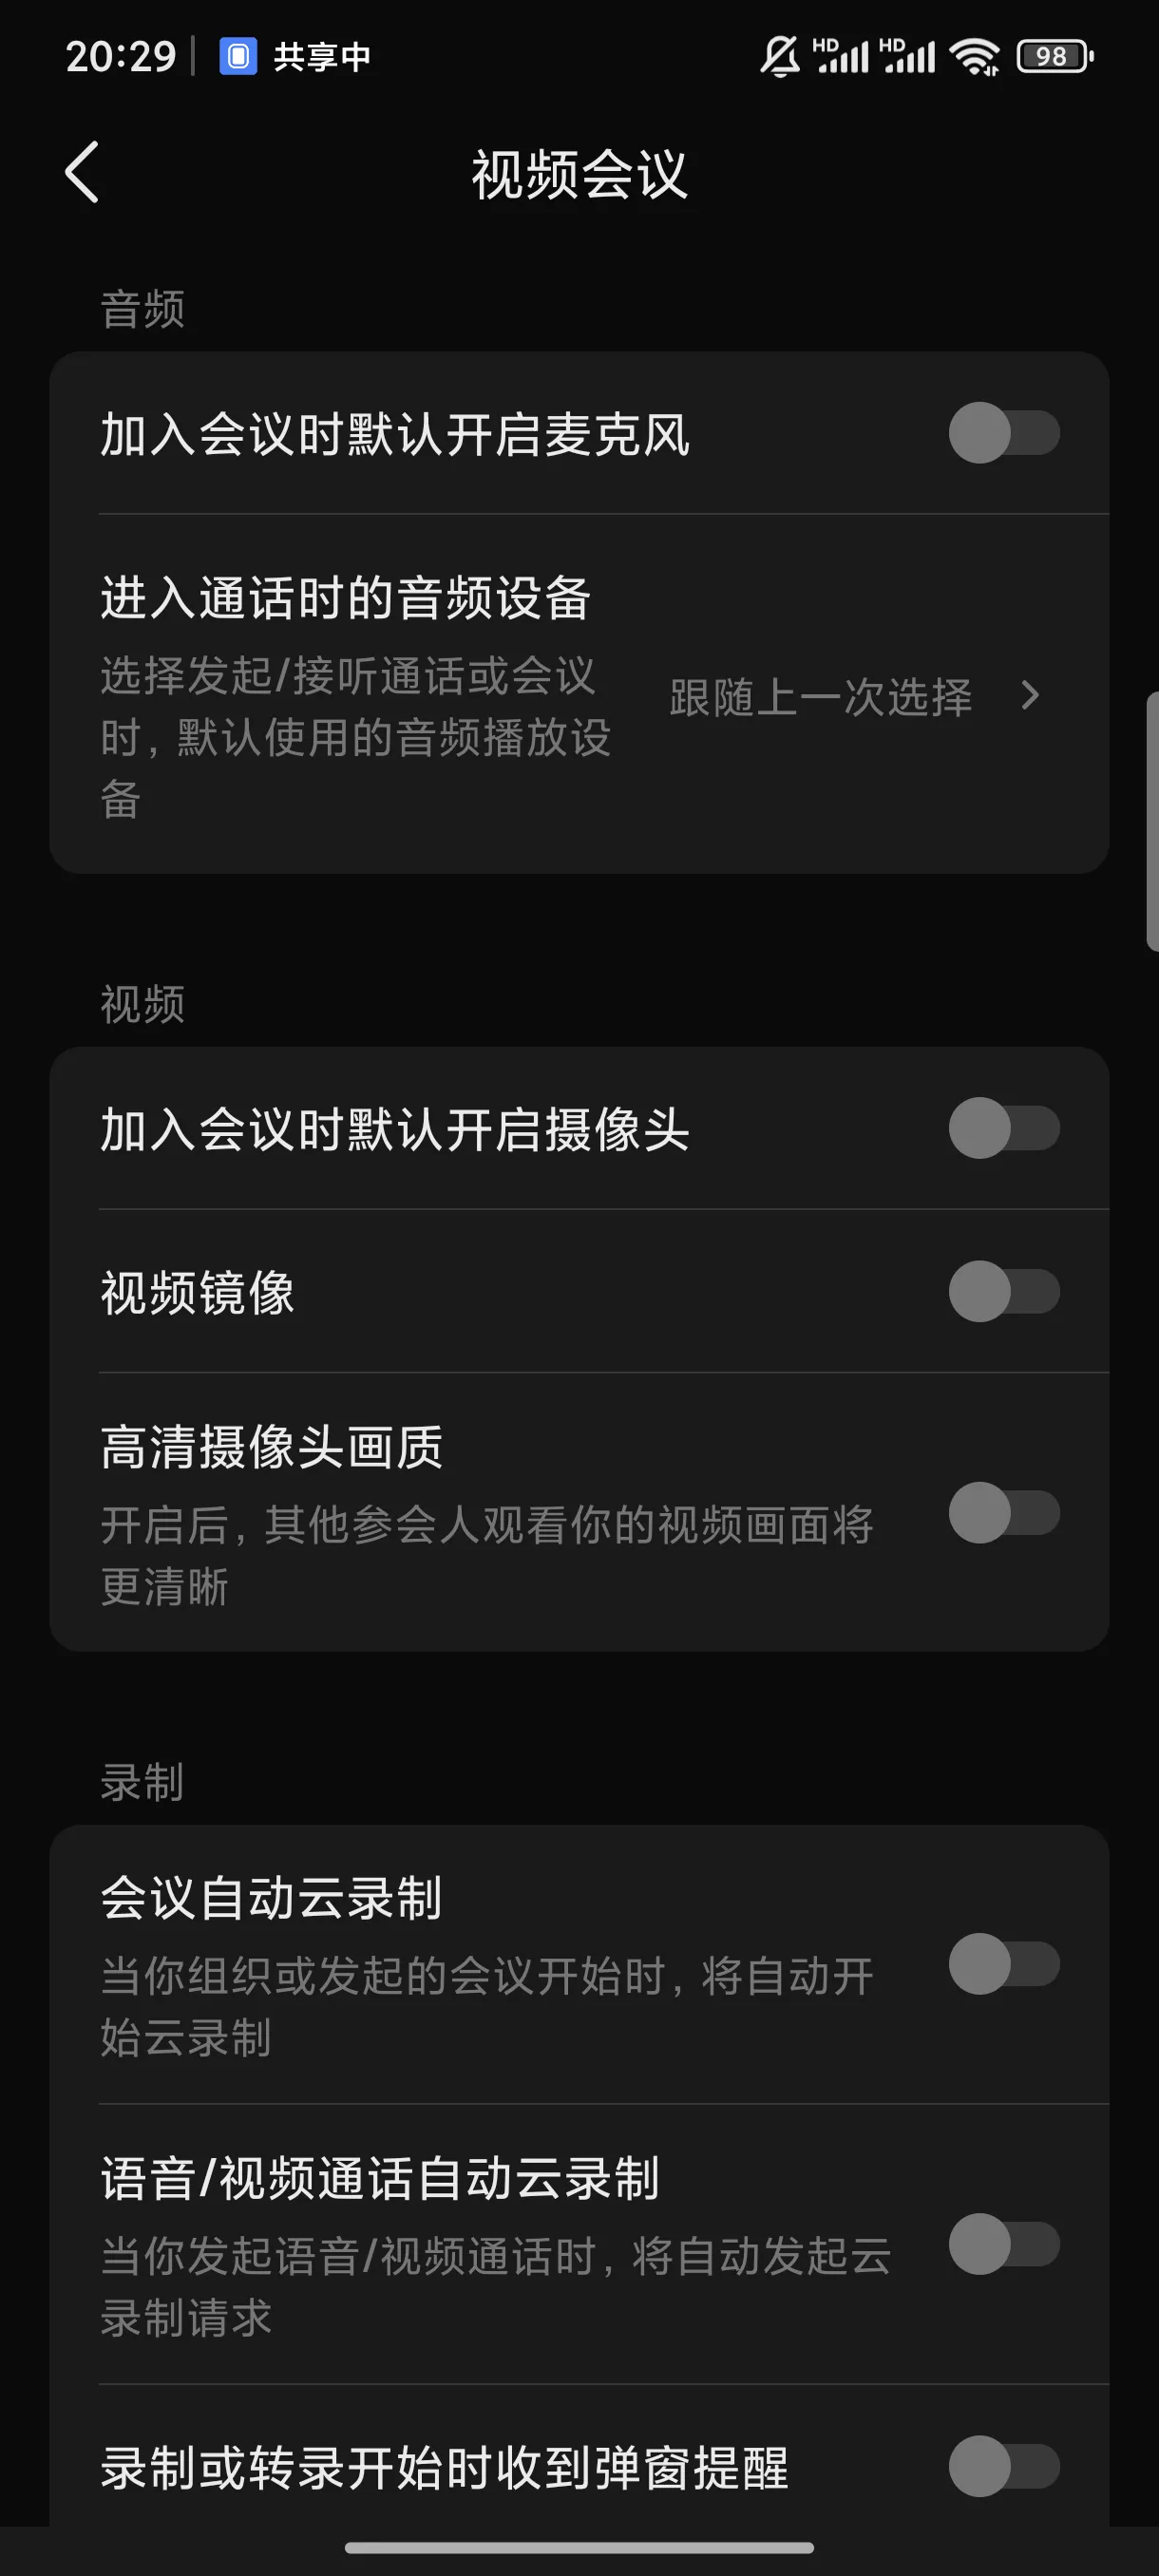 20:29
共享中
HD
HD
98
视频会议
音频
加入会议时默认开启麦克风
进入通话时的音频设备
选择发起/接听通话或会议
时，默认使用的音频播放设
备
跟随上一次选择
视频
加入会议时默认开启摄像头
视频镜像
高清摄像头画质
开启后，其他参会人观看你的视频画面将
更清晰
录制
会议自动云录制
当你组织或发起的会议开始时，将自动开
始云录制
语音/视频通话自动云录制
当你发起语音/视频通话时，将自动发起云
录制请求
录制或转录开始时收到弹窗提醒